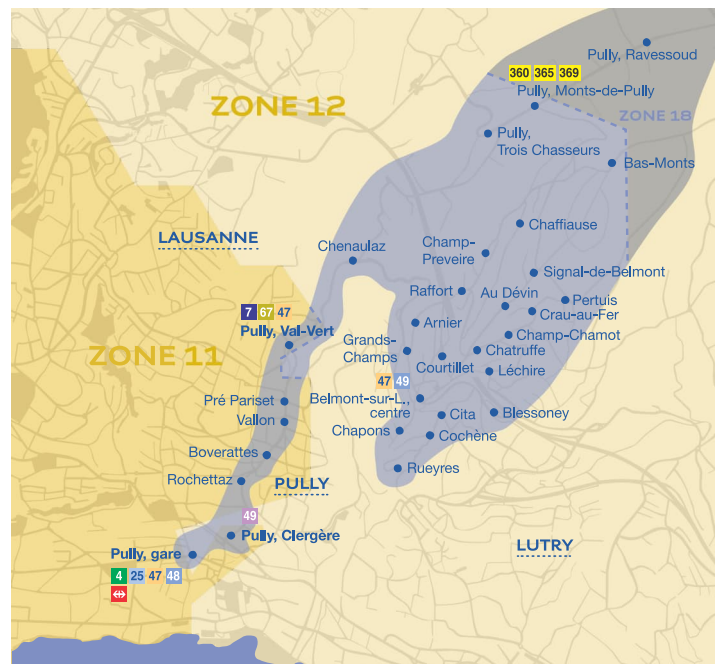 Pully, Ravessoud
360 365 369
Pully, Monts-de-Pully
ZONE 12
ZONE 18
Pully,
Trois Chasseurs
Bas-Monts
Chaffiause
LAUSANNE
Chenaulaz
Champ-
Preveire
Signal-de-Belmont
Raffort
Au Dévin
Pertuis
Crau-au-Fer
7 67 47
Pully, Val-Vert
Arnier
Champ-Chamot
ZONE 11
Grands-
Champs
Chatruffe
Courtillet
Léchire
47 49
Pré Pariset
Belmont-sur-L.,
centre
Blessoney
Vallon
Cita
Chapons
Cochène
Boverattes
Rueyres
Rochettaz
PULLY
49
Pully, Clergère
LUTRY
Pully, gare
4 25 47 48